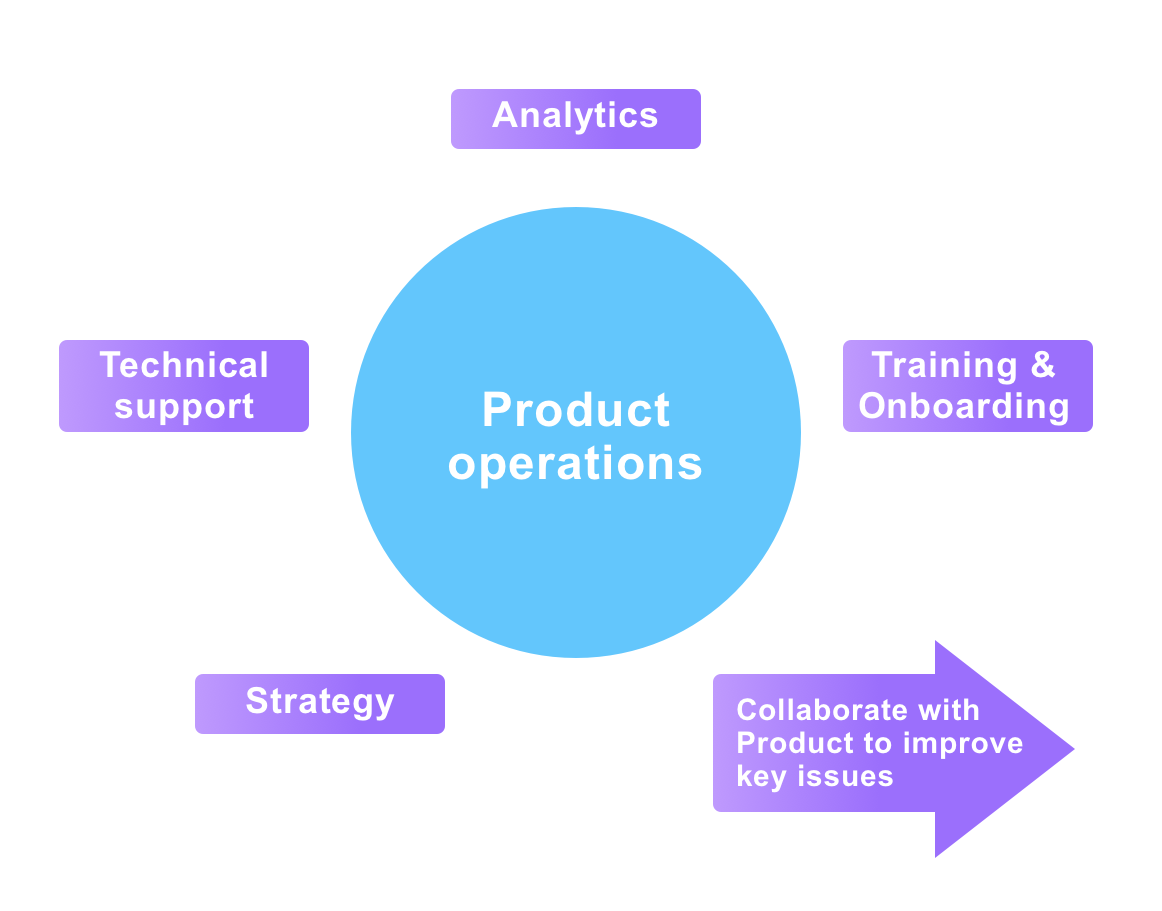 Analytics
Technical
support
Training &
Onboarding
Product
operations
Strategy
Collaborate with
Product to improve
key issues